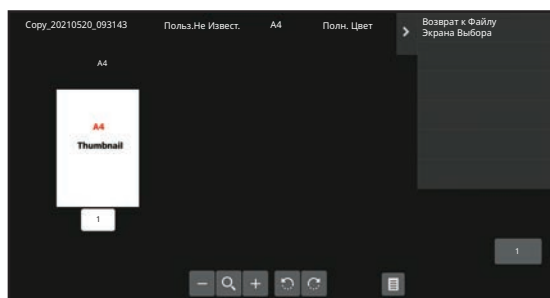 Copy_20210520_093143 Польз.Не Извест. A4 Полн. Цвет
Возврат к Файлу
Экрана Выбора
A4
A4
Thumbnail
1
1